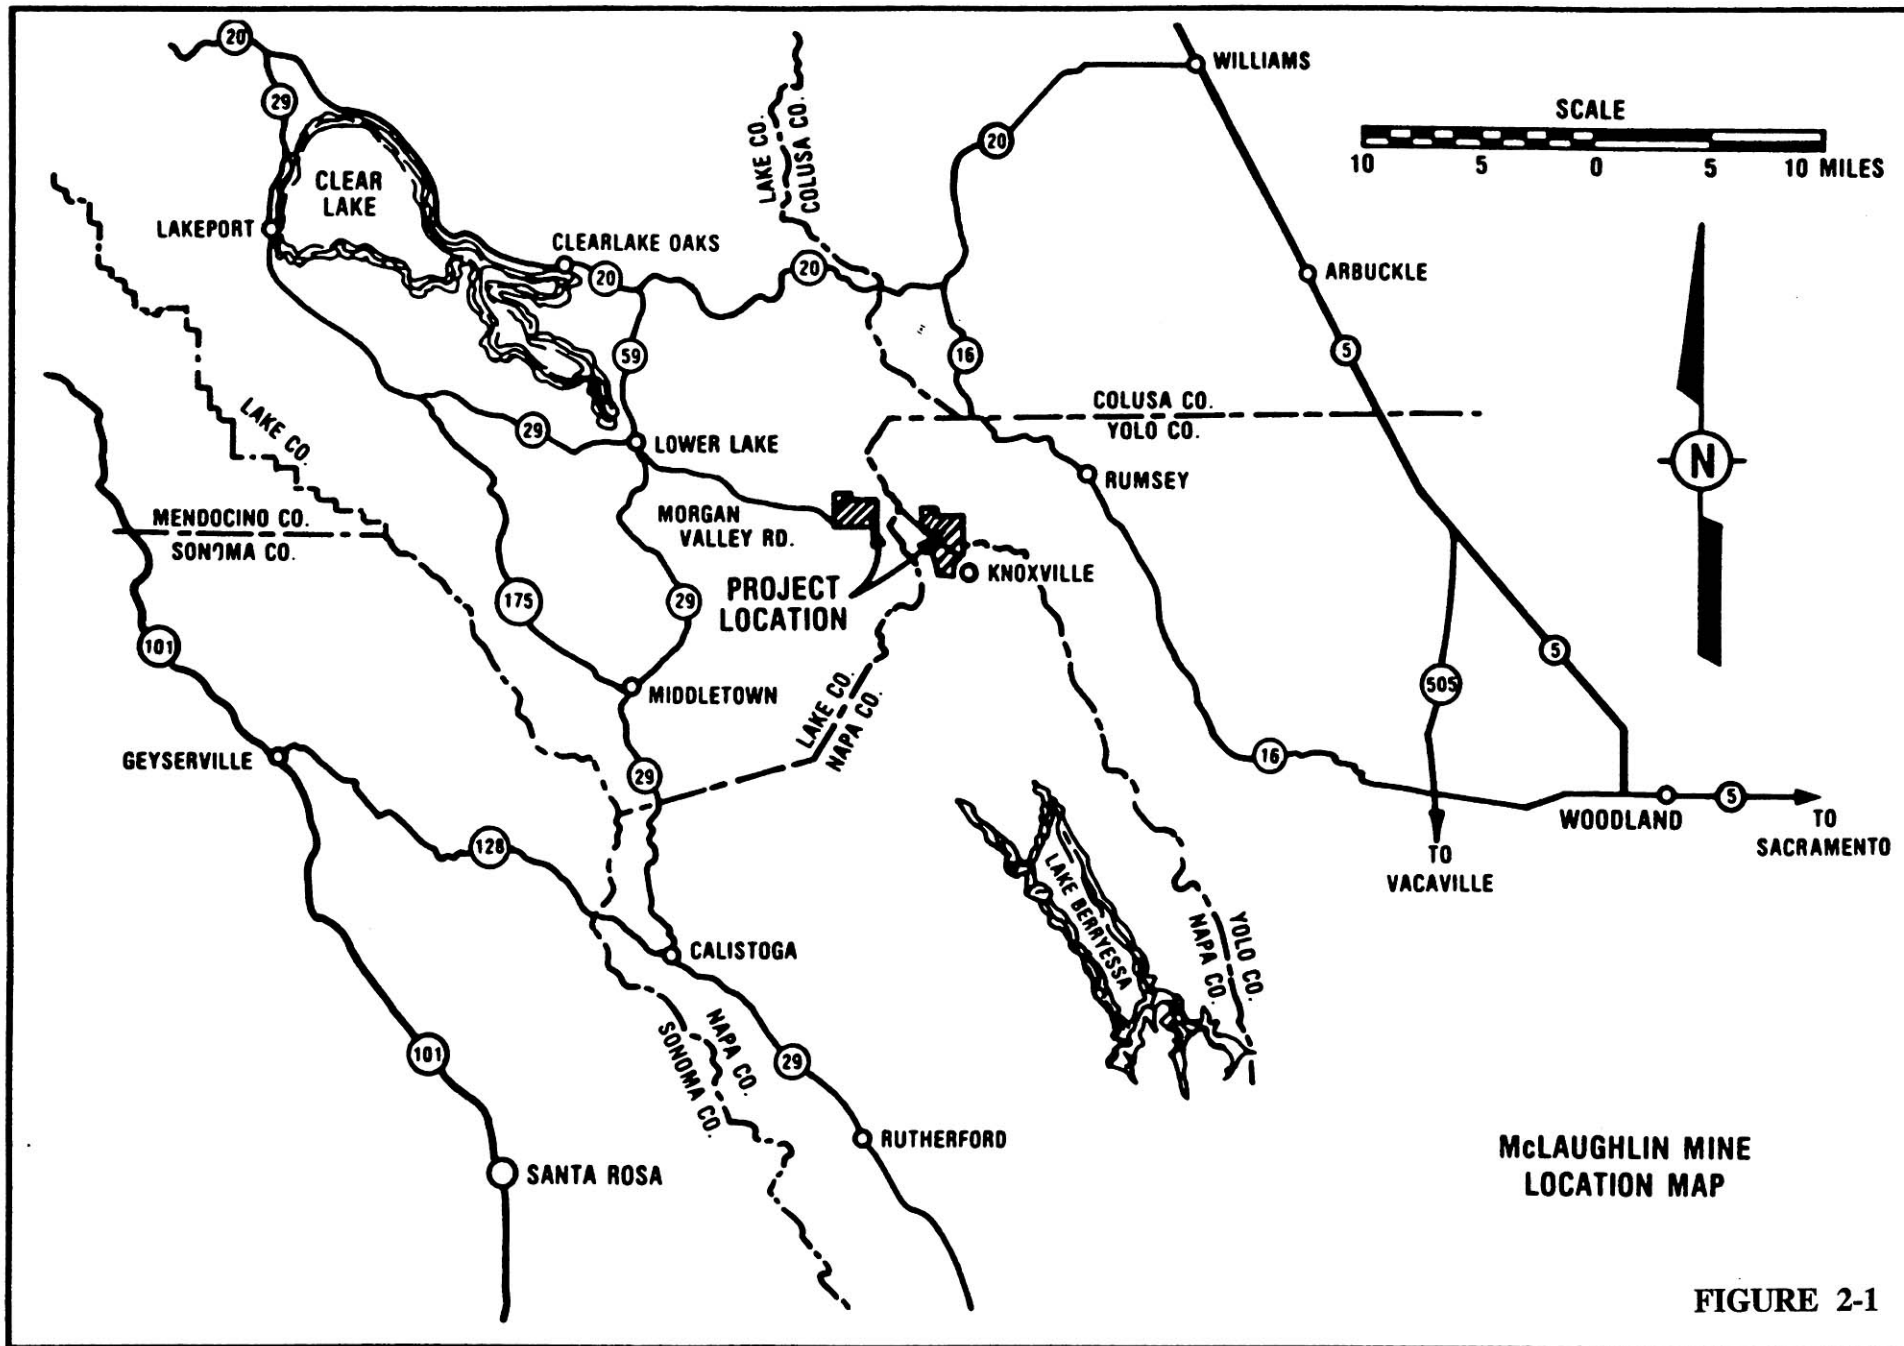 20
WILLIAMS
SCALE
10 5 0 5 10 MILES
29
LAKE CO.
COLUSA CO.
20
CLEAR
LAKE
LAKEPORT
CLEARLAKE OAKS
20
20
ARBUCKLE
59
16
5
COLUSA CO.
YOLO CO.
LAKE CO.
29
LOWER LAKE
RUMSEY
N
MENDOCINO CO.
SONOMA CO.
MORGAN
VALLEY RD.
KNOXVILLE
PROJECT
LOCATION
175
29
101
5
505
MIDDLETOWN
LAKE CO.
NAPA CO.
GEYSERVILLE
29
16
WOODLAND
5
TO
SACRAMENTO
TO
VACAVILLE
128
LAKE BERRYESSA
YOLO CO.
NAPA CO.
CALISTOGA
NAPA CO.
SONOMA CO.
101
29
RUTHERFORD
SANTA ROSA
McLAUGHLIN MINE
LOCATION MAP
FIGURE 2-1